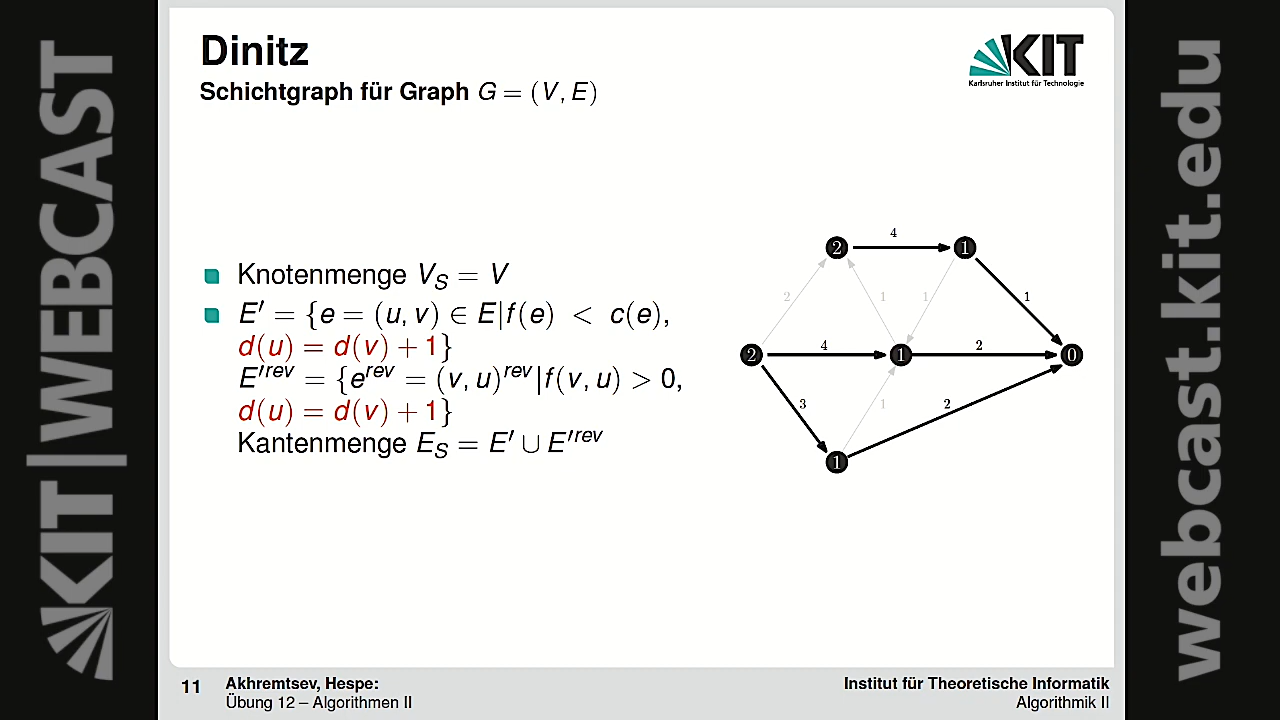 Dinitz
Schichtgraph für Graph G = (V, E)
KIT
Karlsruher Institut für Technologie
Knotenmenge V_S = V
E′ = {e = (u, v) ∈ E|f(e) < c(e),
d(u) = d(v) + 1}
E′^rev = {e^rev = (v, u)^rev|f(v, u) > 0,
d(u) = d(v) + 1}
Kantenmenge E_S = E′ ∪ E′^rev
4
2 1
2 1 1 1
4 2
2 1 0
3 1 2
1
11 Akhremtsev, Hespe:
Übung 12 – Algorithmen II
Institut für Theoretische Informatik
Algorithmik II
KIT|WEBCAST
webcast.kit.edu